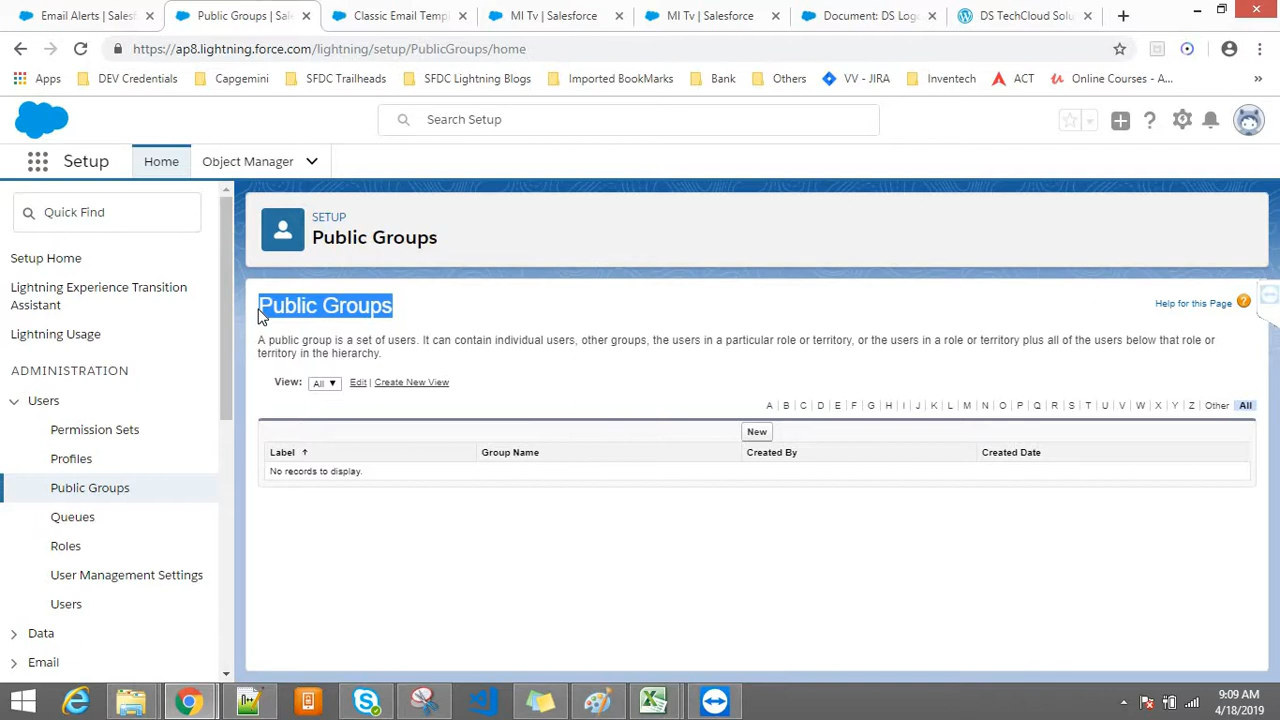 Email Alerts | Salesf
Public Groups | Sal
Classic Email Templ
MI Tv | Salesforce
MI Tv | Salesforce
Document: DS Logo
DS TechCloud Solu
https://ap8.lightning.force.com/lightning/setup/PublicGroups/home
Apps
DEV Credentials
Capgemini
SFDC Trailheads
SFDC Lightning Blogs
Imported BookMarks
Bank
Others
VV - JIRA
Inventech
ACT
Online Courses - A...
»
Search Setup
Setup
Home
Object Manager
Quick Find
Setup Home
Lightning Experience Transition
Assistant
Lightning Usage
ADMINISTRATION
Users
Permission Sets
Profiles
Public Groups
Queues
Roles
User Management Settings
Users
Data
Email
SETUP
Public Groups
Public Groups
Help for this Page ?
A public group is a set of users. It can contain individual users, other groups, the users in a particular role or territory, or the users in a role or territory plus all of the users below that role or
territory in the hierarchy.
View: All Edit | Create New View
A | B | C | D | E | F | G | H | I | J | K | L | M | N | O | P | Q | R | S | T | U | V | W | X | Y | Z | Other All
New
Label Group Name Created By Created Date
No records to display.
9:09 AM
4/18/2019